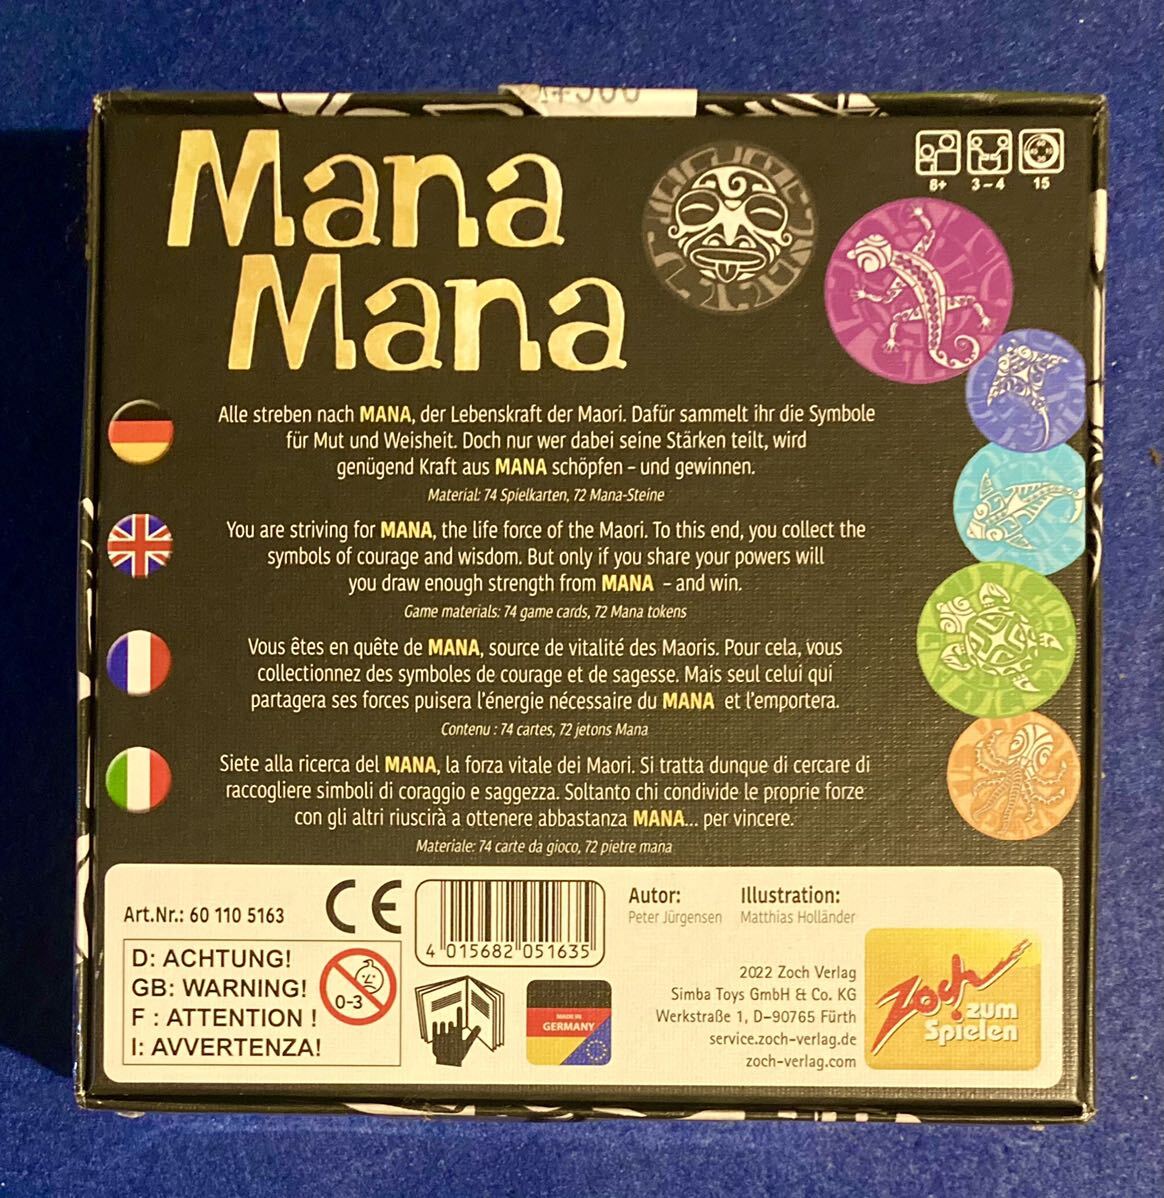 Mana
Mana
8+
3–4
15
Alle streben nach MANA, der Lebenskraft der Maori. Dafür sammelt ihr die Symbole
für Mut und Weisheit. Doch nur wer dabei seine Stärken teilt, wird
genügend Kraft aus MANA schöpfen – und gewinnen.
Material: 74 Spielkarten, 72 Mana-Steine
You are striving for MANA, the life force of the Maori. To this end, you collect the
symbols of courage and wisdom. But only if you share your powers will
you draw enough strength from MANA – and win.
Game materials: 74 game cards, 72 Mana tokens
Vous êtes en quête de MANA, source de vitalité des Maoris. Pour cela, vous
collectionnez des symboles de courage et de sagesse. Mais seul celui qui
partagera ses forces puisera l'énergie nécessaire du MANA et l'emportera.
Contenu : 74 cartes, 72 jetons Mana
Siete alla ricerca del MANA, la forza vitale dei Maori. Si tratta dunque di cercare di
raccogliere simboli di coraggio e saggezza. Soltanto chi condivide le proprie forze
con gli altri riuscirà a ottenere abbastanza MANA... per vincere.
Materiale: 74 carte da gioco, 72 pietre mana
Art.Nr.: 60 110 5163
CE
D: ACHTUNG!
GB: WARNING!
F : ATTENTION !
I: AVVERTENZA!
0-3
4 015682 051635
MADE IN
GERMANY
Autor:
Peter Jürgensen
Illustration:
Matthias Holländer
2022 Zoch Verlag
Simba Toys GmbH & Co. KG
Werkstraße 1, D–90765 Fürth
service.zoch-verlag.de
zoch-verlag.com
Zoch
zum
Spielen